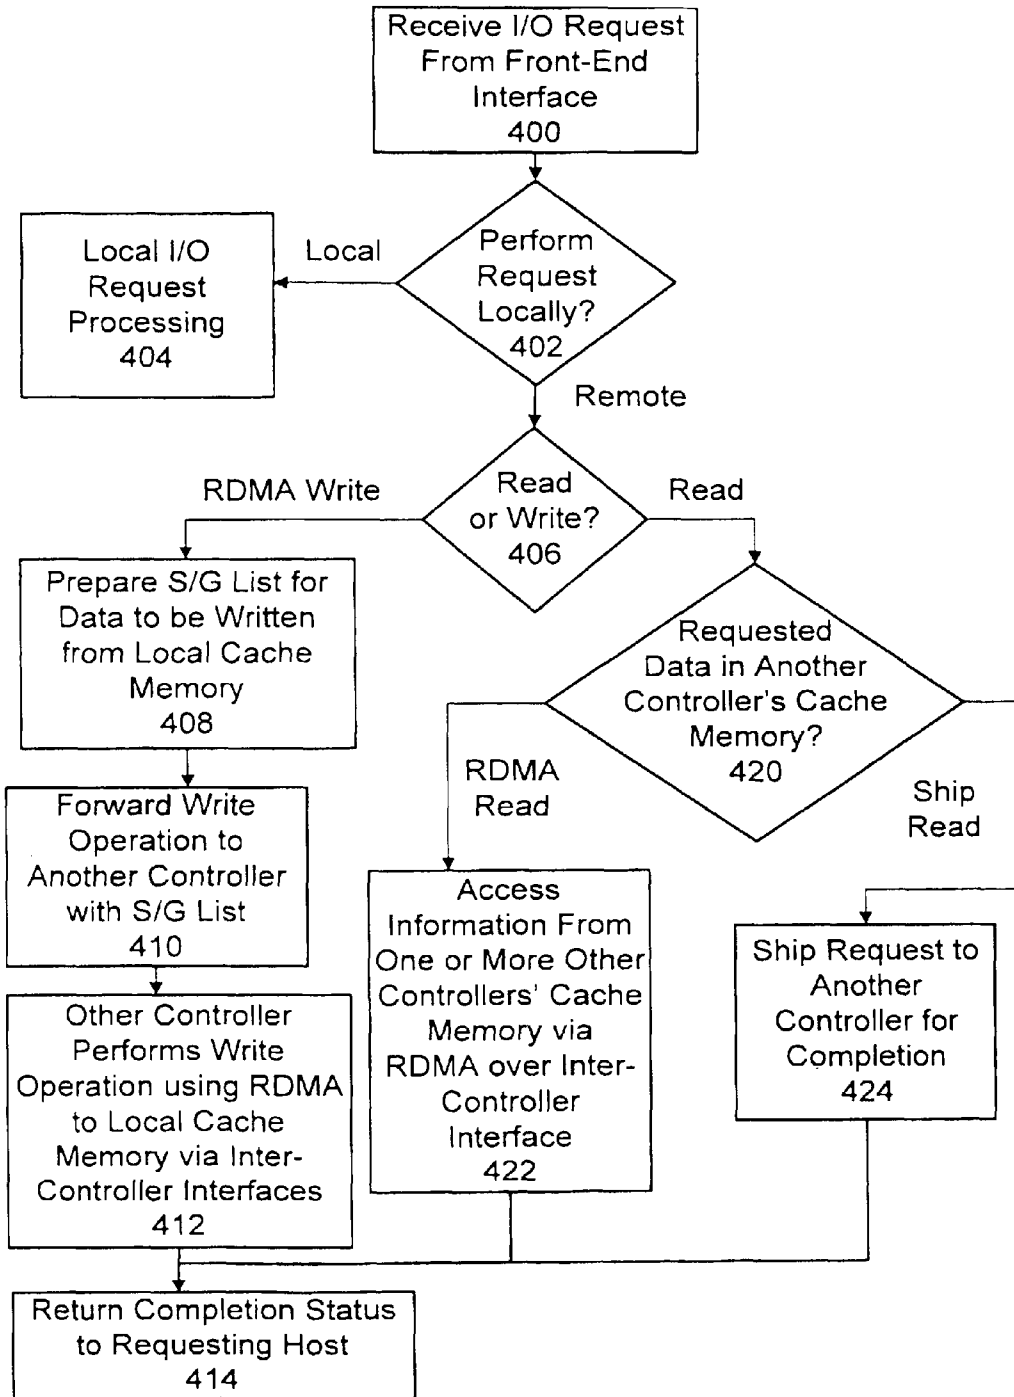 Receive I/O Request
From Front-End
Interface
400
Perform
Request
Locally?
402
Local
Local I/O
Request
Processing
404
Remote
Read
or Write?
406
RDMA Write
Read
Prepare S/G List for
Data to be Written
from Local Cache
Memory
408
Requested
Data in Another
Controller's Cache
Memory?
420
RDMA
Read
Ship
Read
Forward Write
Operation to
Another Controller
with S/G List
410
Access
Information From
One or More Other
Controllers' Cache
Memory via
RDMA over Inter-
Controller
Interface
422
Ship Request to
Another
Controller for
Completion
424
Other Controller
Performs Write
Operation using RDMA
to Local Cache
Memory via Inter-
Controller Interfaces
412
Return Completion Status
to Requesting Host
414